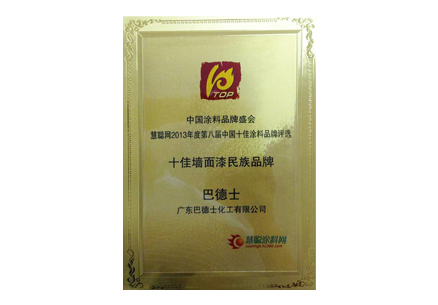 TOP
中国涂料品牌盛会
慧聪网2013年度第八届中国十佳涂料品牌评选
十佳墙面漆民族品牌
巴德士
广东巴德士化工有限公司
慧聪涂料网